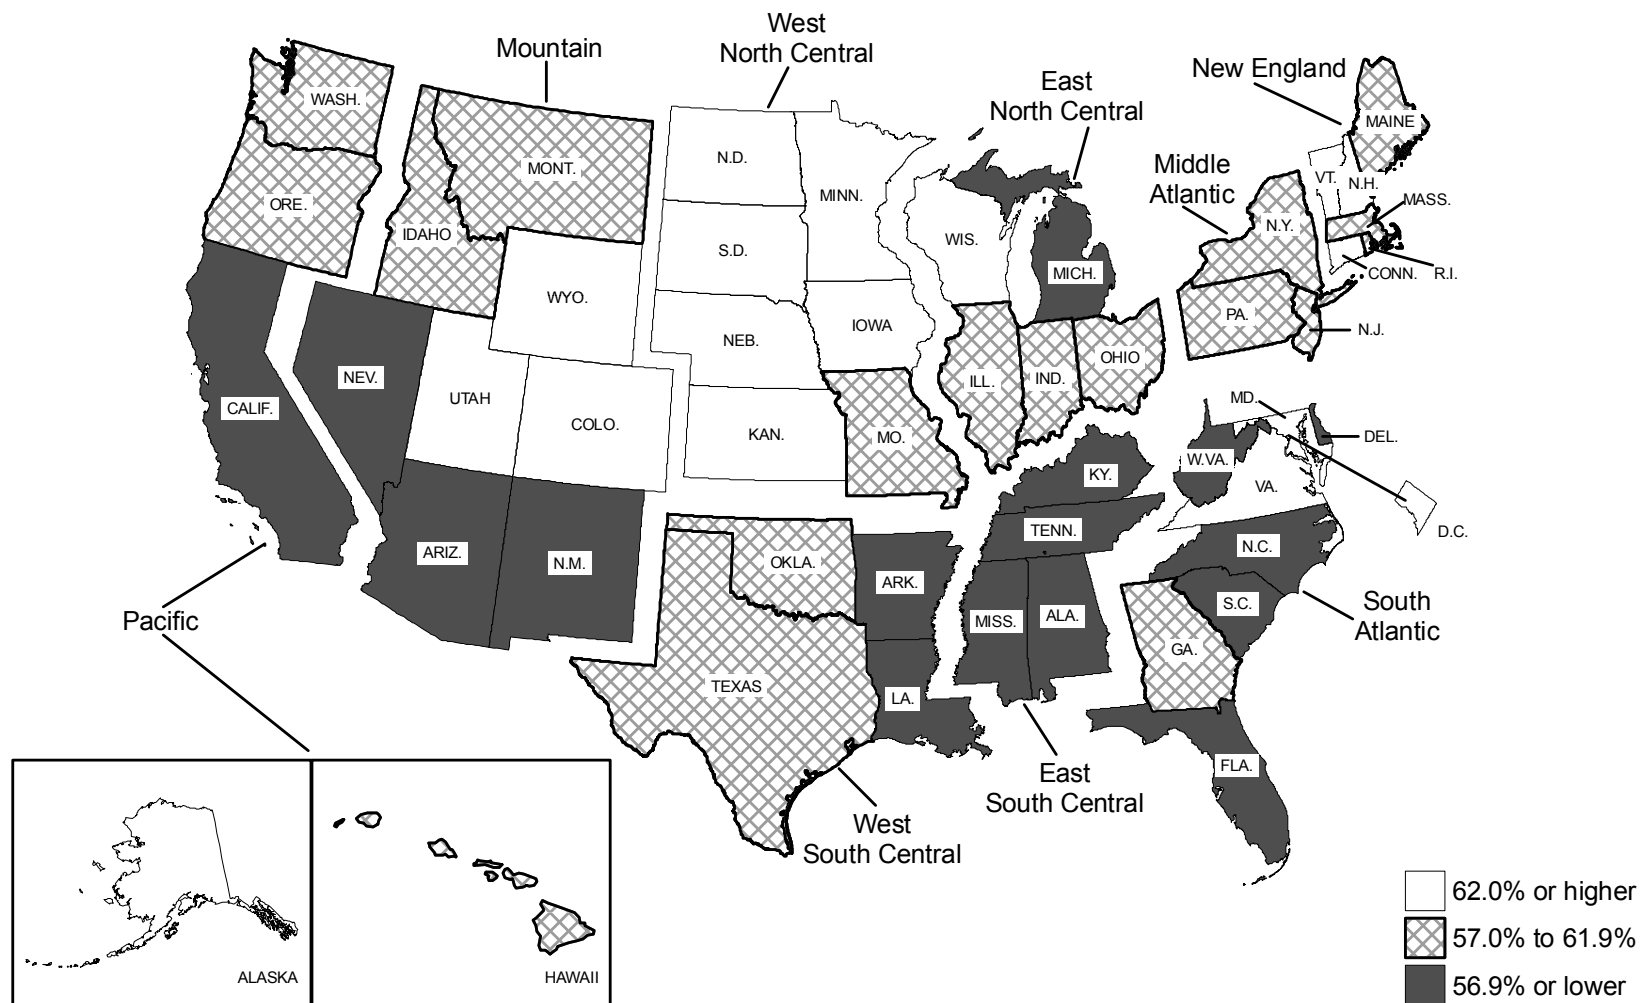 West
North Central
Mountain
East
North Central
New England
Middle
Atlantic
WASH.
MAINE
MONT.
N.D.
MINN.
VT.
N.H.
MASS.
ORE.
IDAHO
N.Y.
WIS.
S.D.
MICH.
CONN.
R.I.
WYO.
IOWA
PA.
N.J.
NEB.
OHIO
NEV.
ILL.
IND.
UTAH
CALIF.
COLO.
KAN.
MO.
MD.
DEL.
W.VA.
KY.
VA.
TENN.
D.C.
ARIZ.
N.M.
OKLA.
ARK.
N.C.
S.C.
South
Atlantic
MISS.
ALA.
Pacific
GA.
TEXAS
LA.
FLA.
East
South Central
West
South Central
ALASKA
HAWAII
62.0% or higher
57.0% to 61.9%
56.9% or lower